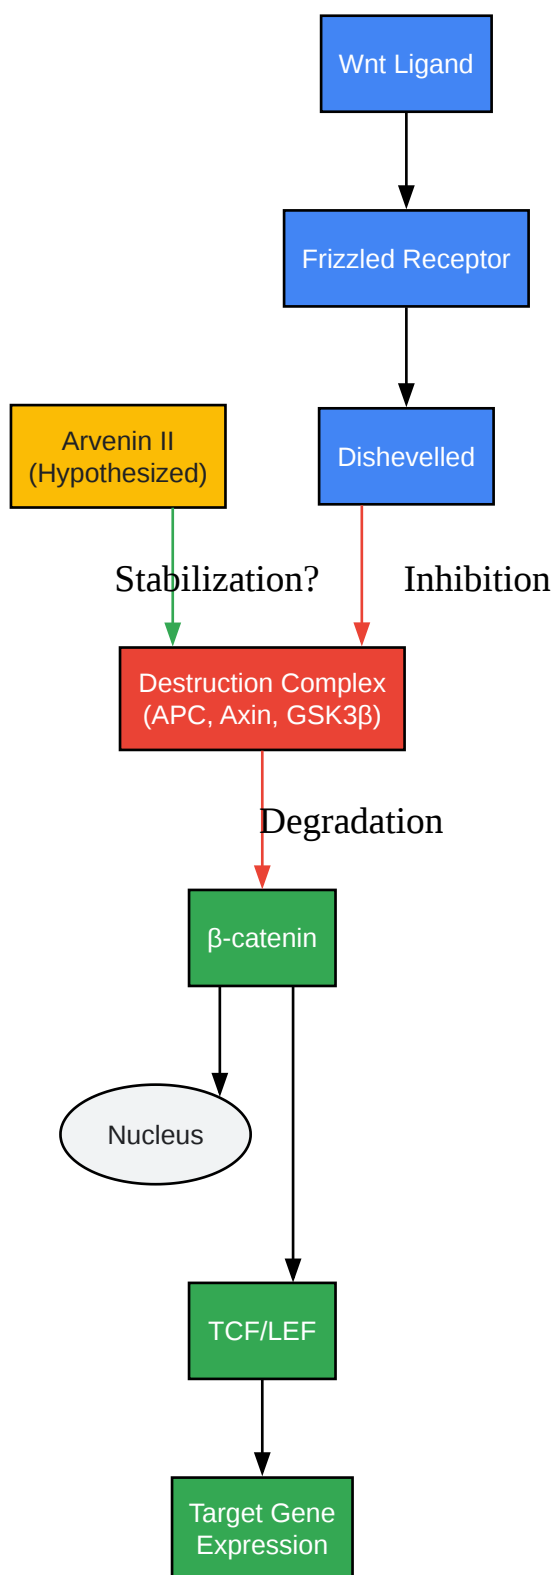 Wnt Ligand
Frizzled Receptor
Arvenin II
(Hypothesized)
Dishevelled
Stabilization?
Inhibition
Destruction Complex
(APC, Axin, GSK3β)
Degradation
β-catenin
Nucleus
TCF/LEF
Target Gene
Expression